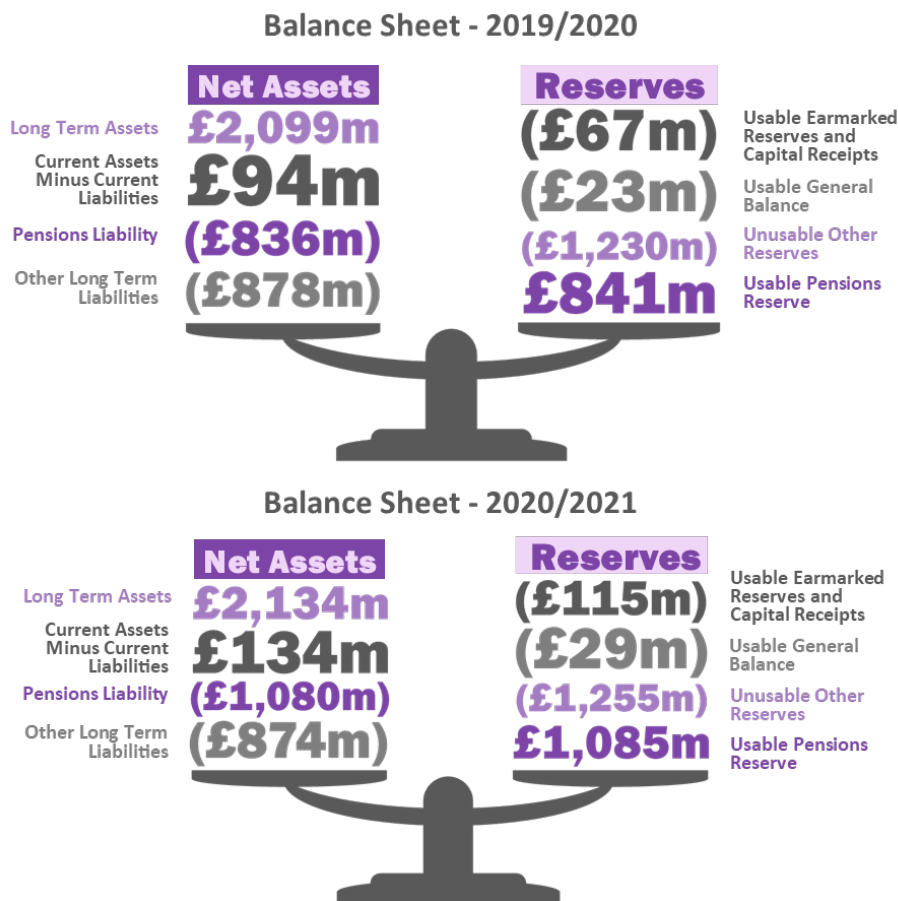 Balance Sheet - 2019/2020
Net Assets
Long Term Assets
£2,099m
Current Assets
Minus Current
Liabilities
£94m
Pensions Liability
(£836m)
Other Long Term
Liabilities
(£878m)
Reserves
(£67m)
Usable Earmarked
Reserves and
Capital Receipts
(£23m)
Usable General
Balance
(£1,230m)
Unusable Other
Reserves
£841m
Usable Pensions
Reserve
Balance Sheet - 2020/2021
Net Assets
Long Term Assets
£2,134m
Current Assets
Minus Current
Liabilities
£134m
Pensions Liability
(£1,080m)
Other Long Term
Liabilities
(£874m)
Reserves
(£115m)
Usable Earmarked
Reserves and
Capital Receipts
(£29m)
Usable General
Balance
(£1,255m)
Unusable Other
Reserves
£1,085m
Usable Pensions
Reserve